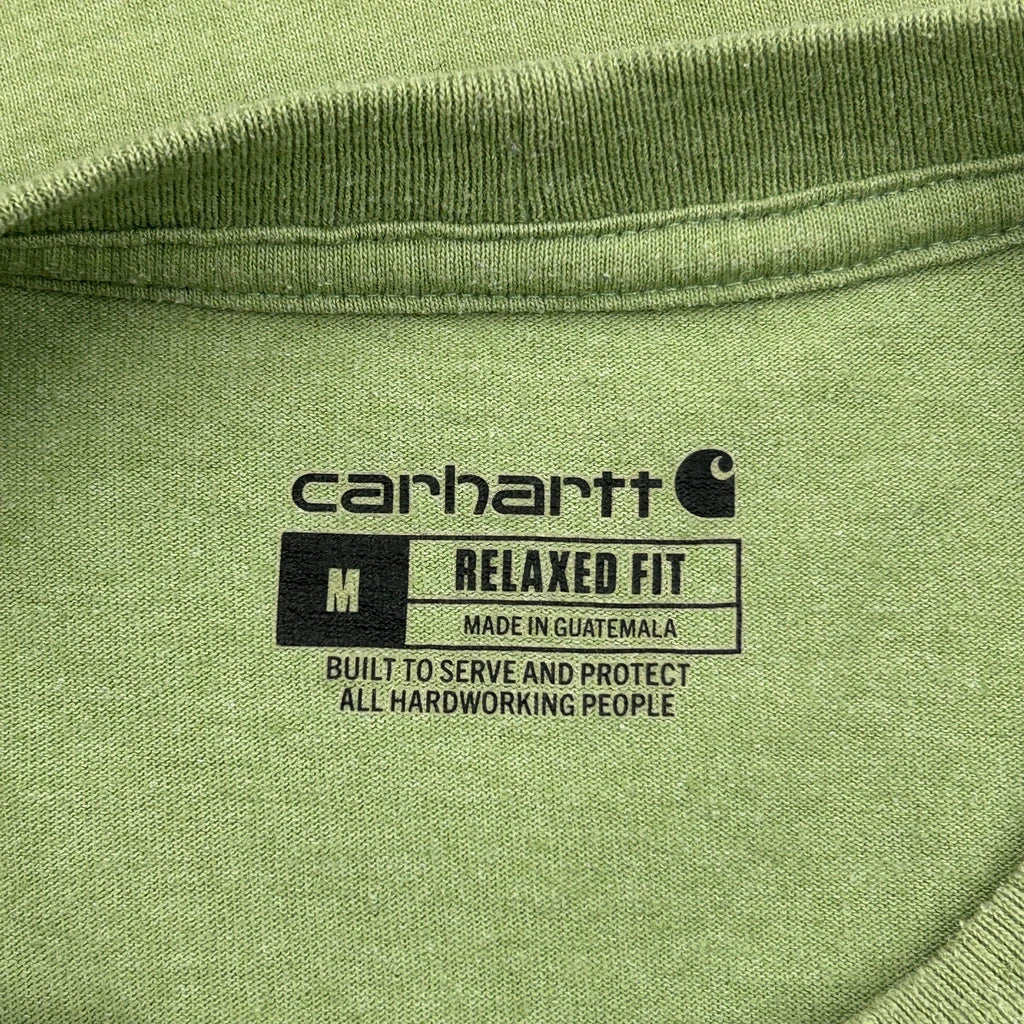 carhartt
M
RELAXED FIT
MADE IN GUATEMALA
BUILT TO SERVE AND PROTECT
ALL HARDWORKING PEOPLE